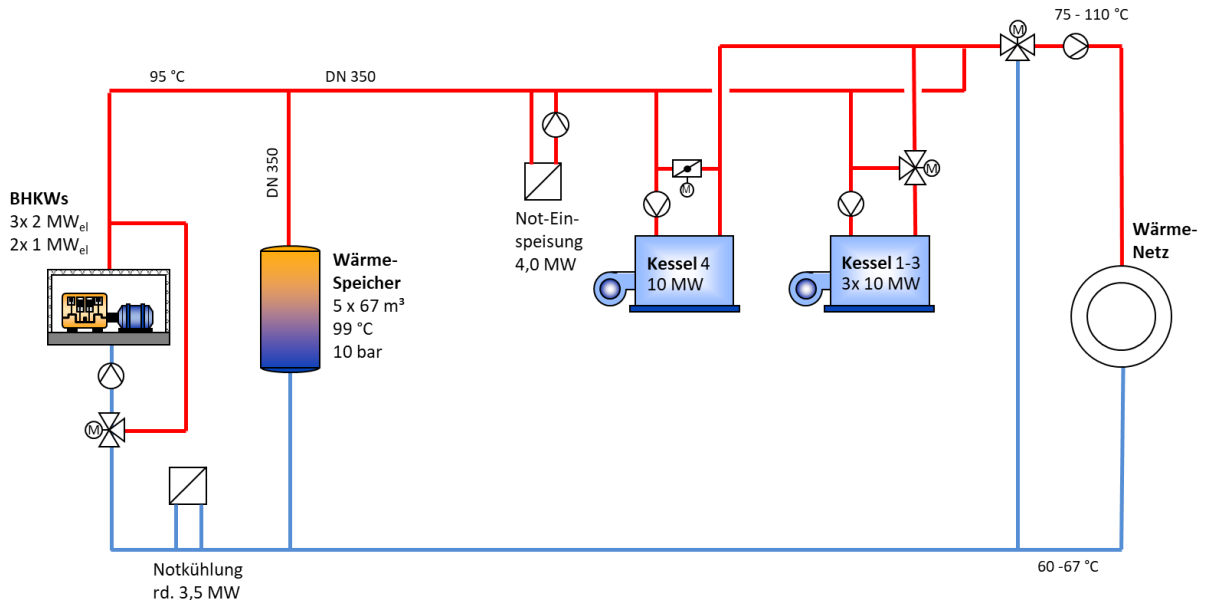 75 - 110 °C
M
95 °C
DN 350
DN 350
M
M
BHKWs
3x 2 MWel
2x 1 MWel
Not-Ein-
speisung
4,0 MW
Wärme-
Speicher
5 x 67 m³
99 °C
10 bar
Kessel 4
10 MW
Kessel 1-3
3x 10 MW
Wärme-
Netz
M
Notkühlung
rd. 3,5 MW
60 -67 °C